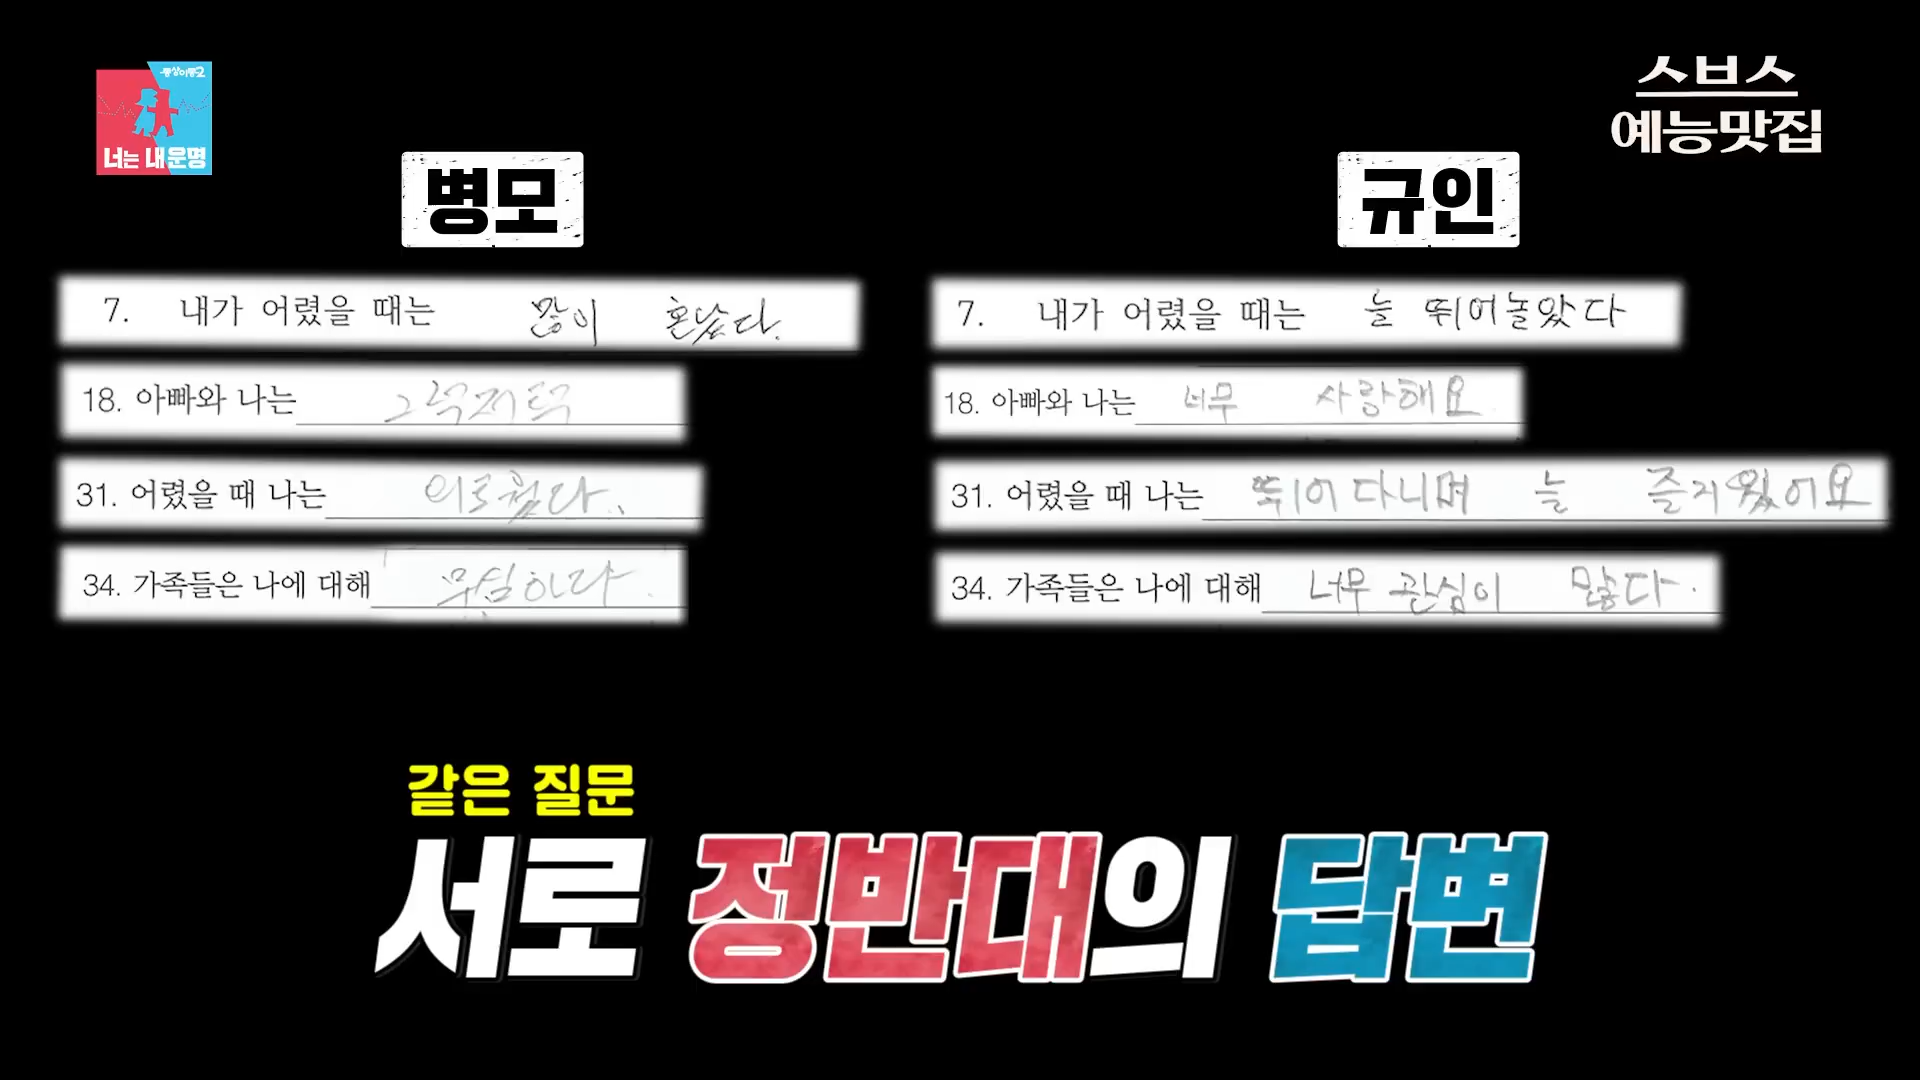 동상이몽2
너는 내 운명
스브스
예능맛집
병모
7. 내가 어렸을 때는 많이 혼났다.
18. 아빠와 나는 그럭저럭
31. 어렸을 때 나는 외로웠다..
34. 가족들은 나에 대해 무심하다.
규인
7. 내가 어렸을 때는 늘 뛰어놀았다
18. 아빠와 나는 너무 사랑해요.
31. 어렸을 때 나는 뛰어다니며 늘 즐거웠어요
34. 가족들은 나에 대해 너무 관심이 많다.
같은 질문
서로 정반대의 답변